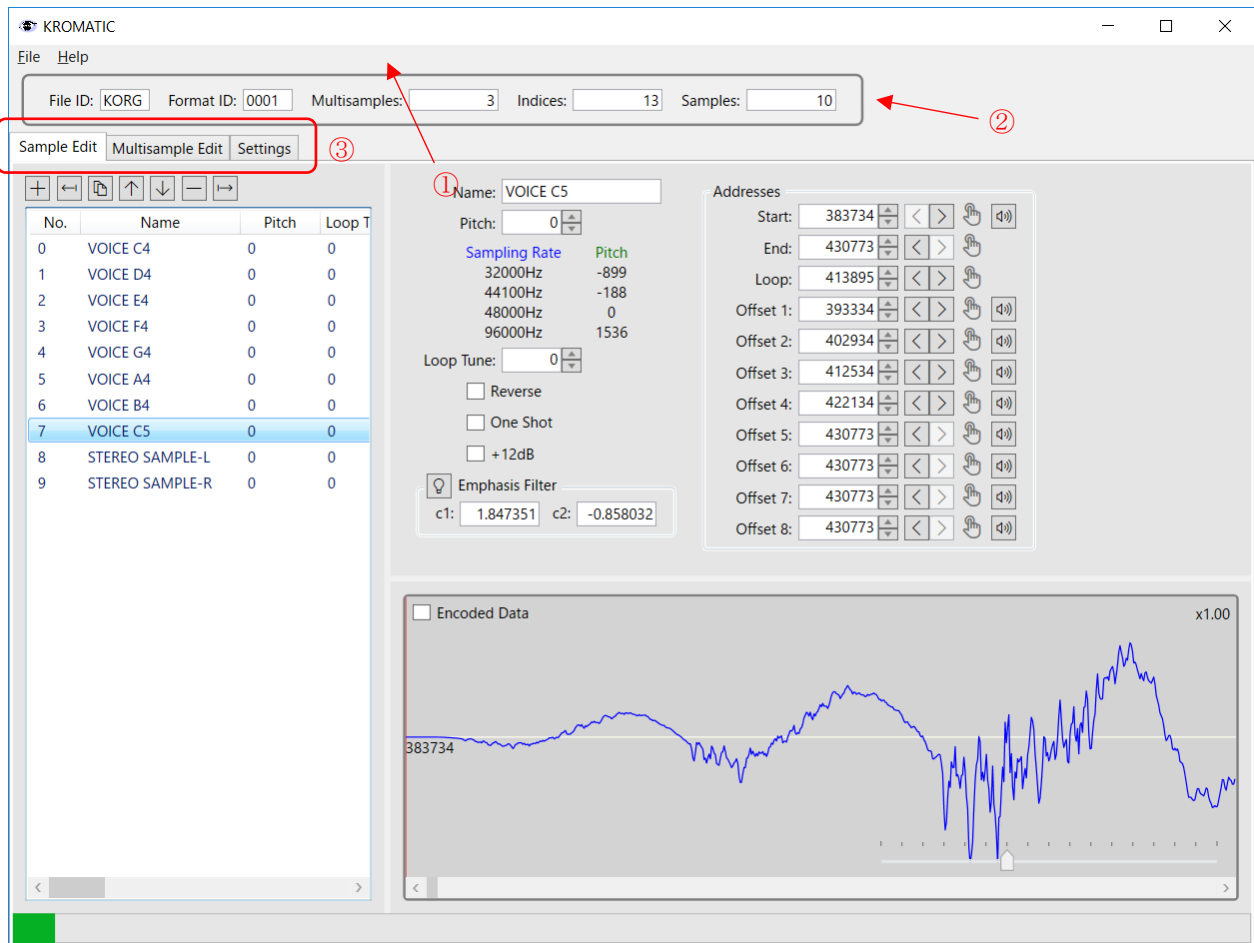 KROMATIC
File Help
File ID: KORG Format ID: 0001 Multisamples: 3 Indices: 13 Samples: 10
②
Sample Edit Multisample Edit Settings ③
①
No. Name Pitch Loop T
0 VOICE C4 0 0
1 VOICE D4 0 0
2 VOICE E4 0 0
3 VOICE F4 0 0
4 VOICE G4 0 0
5 VOICE A4 0 0
6 VOICE B4 0 0
7 VOICE C5 0 0
8 STEREO SAMPLE-L 0 0
9 STEREO SAMPLE-R 0 0
Name: VOICE C5
Pitch: 0
Sampling Rate Pitch
32000Hz -899
44100Hz -188
48000Hz 0
96000Hz 1536
Loop Tune: 0
Reverse
One Shot
+12dB
Emphasis Filter
c1: 1.847351 c2: -0.858032
Addresses
Start: 383734
End: 430773
Loop: 413895
Offset 1: 393334
Offset 2: 402934
Offset 3: 412534
Offset 4: 422134
Offset 5: 430773
Offset 6: 430773
Offset 7: 430773
Offset 8: 430773
Encoded Data x1.00
383734